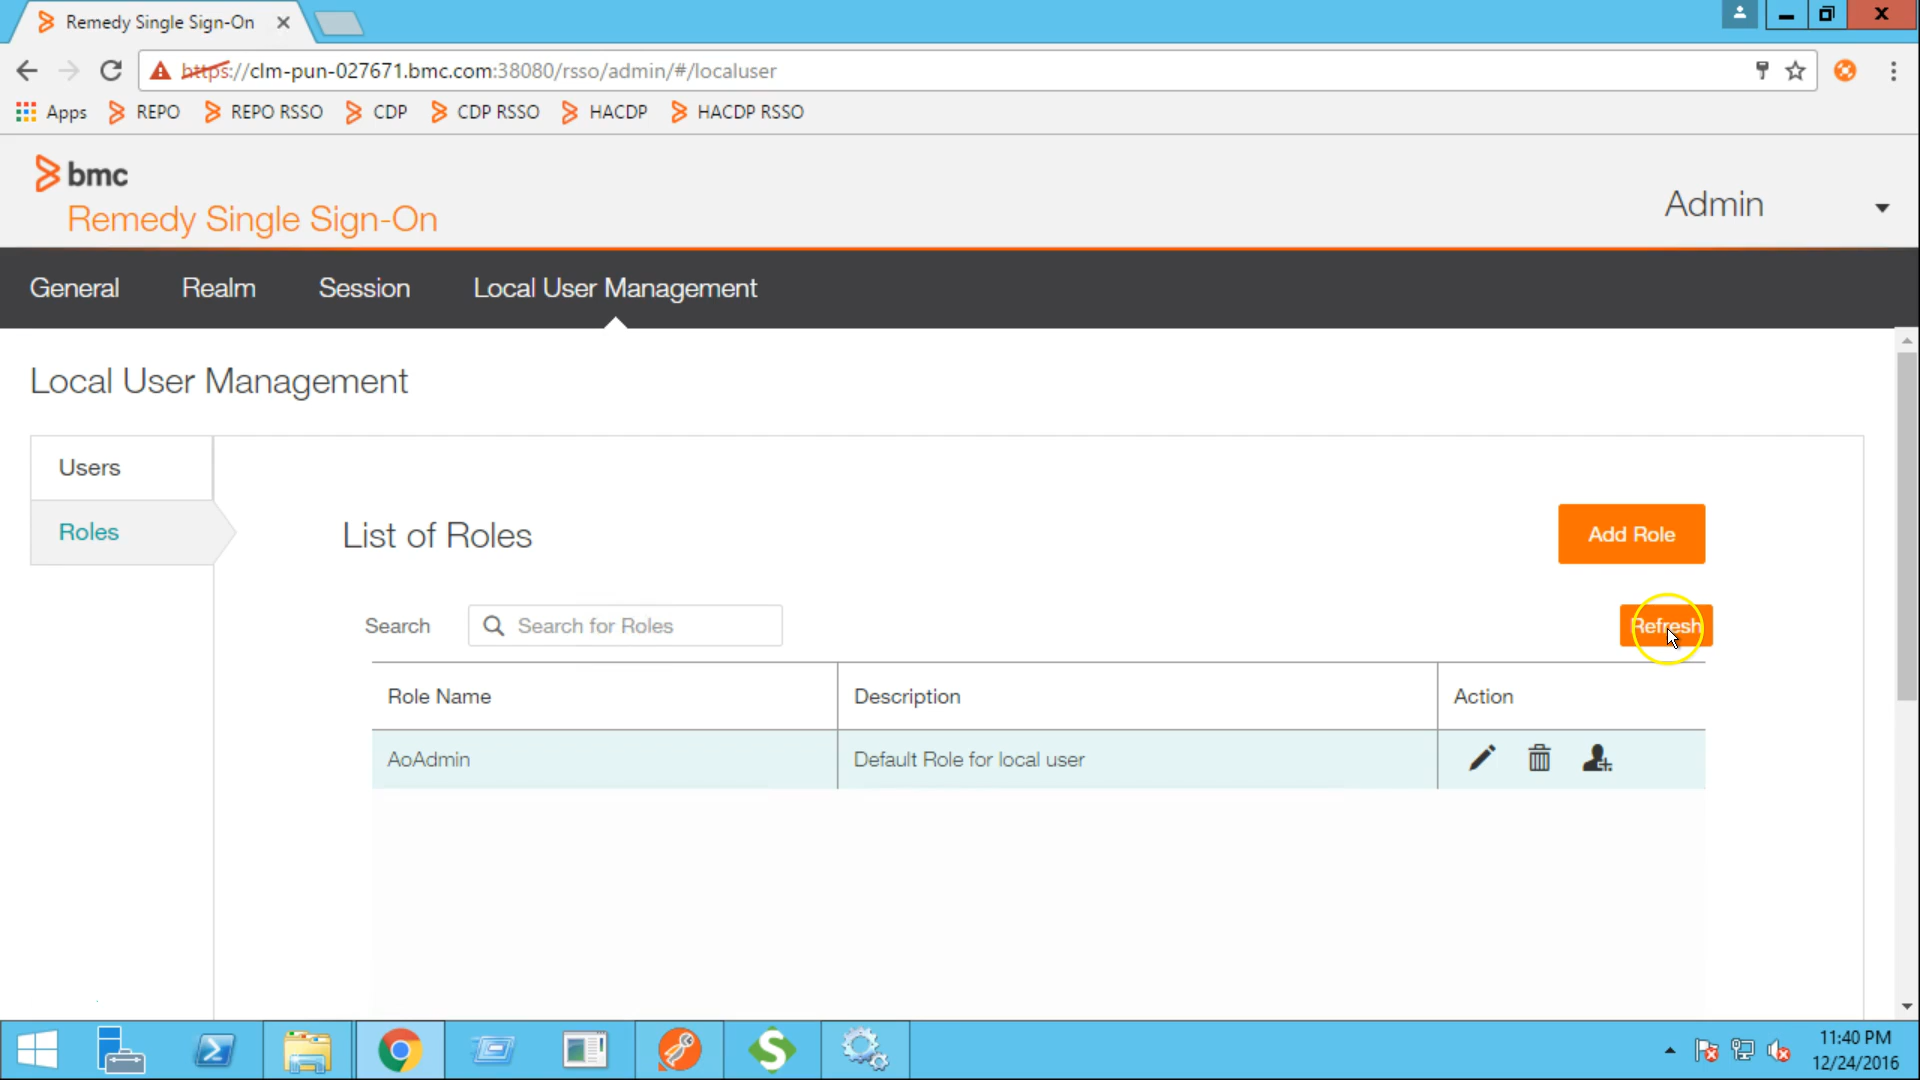 Remedy Single Sign-On
https://clm-pun-027671.bmc.com:38080/rsso/admin/#/localuser
Apps REPO REPO RSSO CDP CDP RSSO HACDP HACDP RSSO
bmc
Remedy Single Sign-On
Admin
General Realm Session Local User Management
Local User Management
Users
Roles
List of Roles
Add Role
Search
Search for Roles
Refresh
Role Name Description Action
AoAdmin Default Role for local user
11:40 PM
12/24/2016